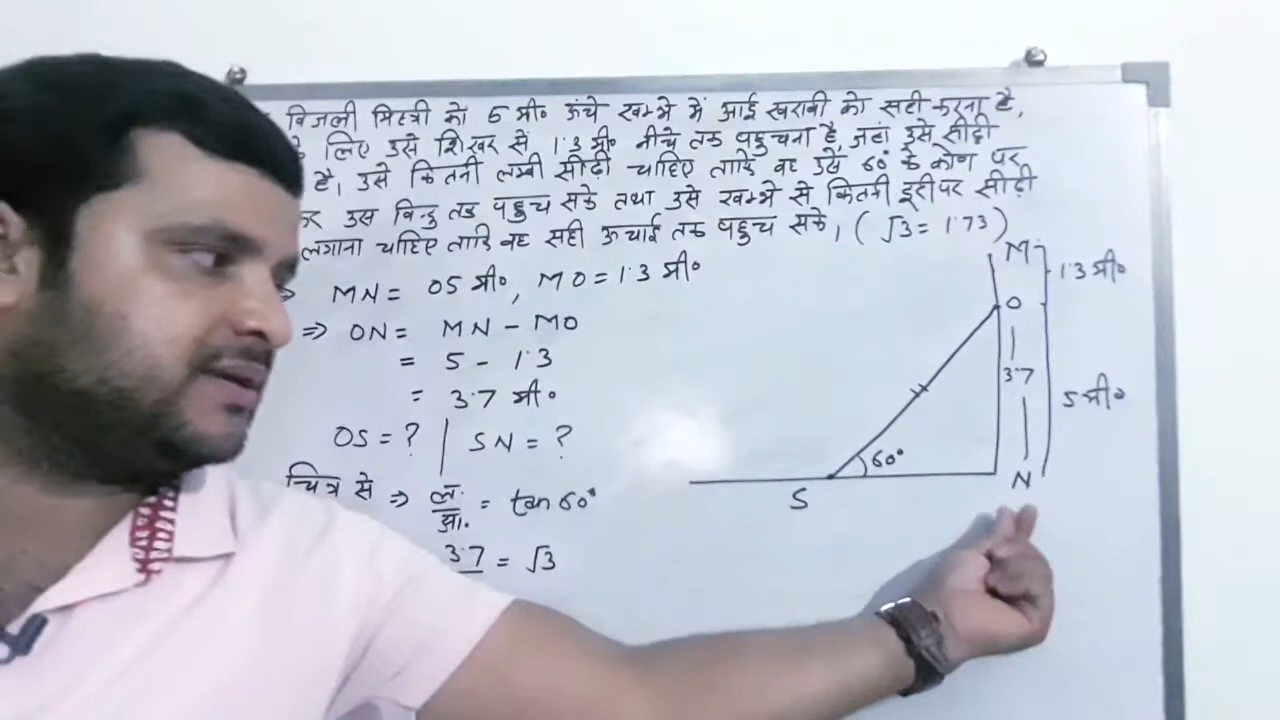 बिजली मिस्त्री को 5 मी० ऊंचे खम्भे में आई खराबी को सही करना है,
लिए उसे शिखर से 1.3 मी० नीचे तक पहुचना है, जहां उसे सीढ़ी
है। उसे कितनी लम्बी सीढ़ी चाहिए ताकि वह उसे 60° के कोण पर
उस बिन्दु तक पहुच सके तथा उसे खम्भे से कितनी दूरी पर सीढ़ी
लगाना चाहिए ताकि वह सही ऊंचाई तक पहुच सके, ( √3 = 1.73 )
⇒ MN = 05 मी०, MO = 1.3 मी०
⇒ ON = MN - MO
= 5 - 1.3
= 3.7 मी०
OS = ? | SN = ?
चित्र से ⇒ ल./आ. = tan 60°
3.7 = √3
M
1.3 मी०
O
3.7
5 मी०
60°
S
N